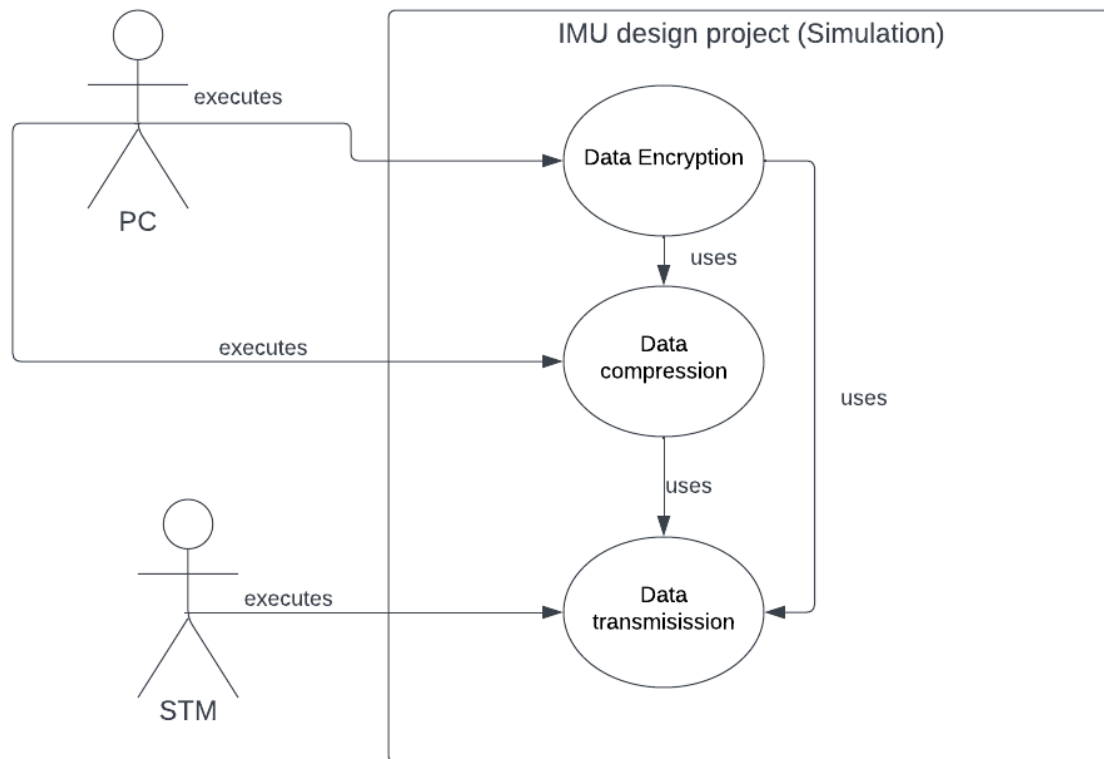 IMU design project (Simulation)
executes
Data Encryption
PC
uses
Data
compression
executes
uses
uses
Data
transmisission
executes
STM